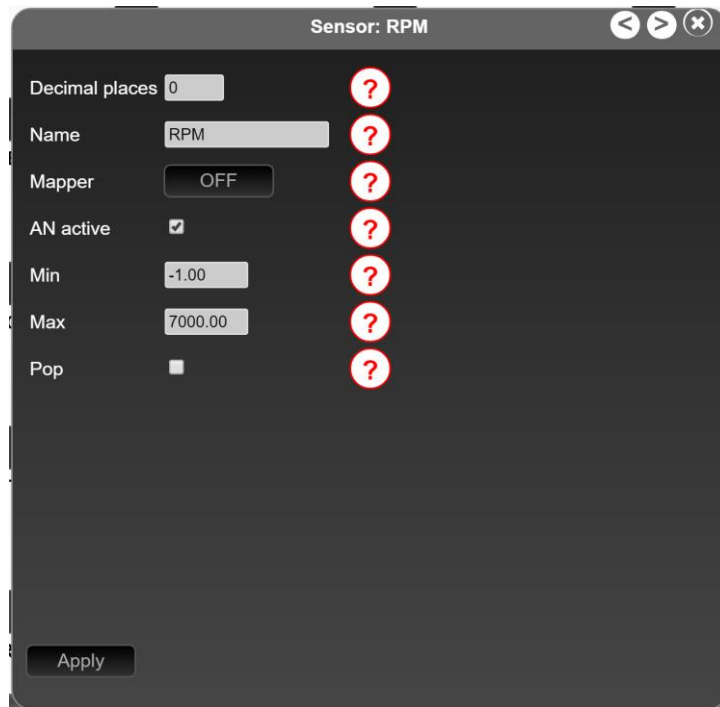 Sensor: RPM < >
Decimal places 0 ?
Name RPM ?
Mapper OFF ?
AN active ?
Min -1.00 ?
Max 7000.00 ?
Pop ?
Apply